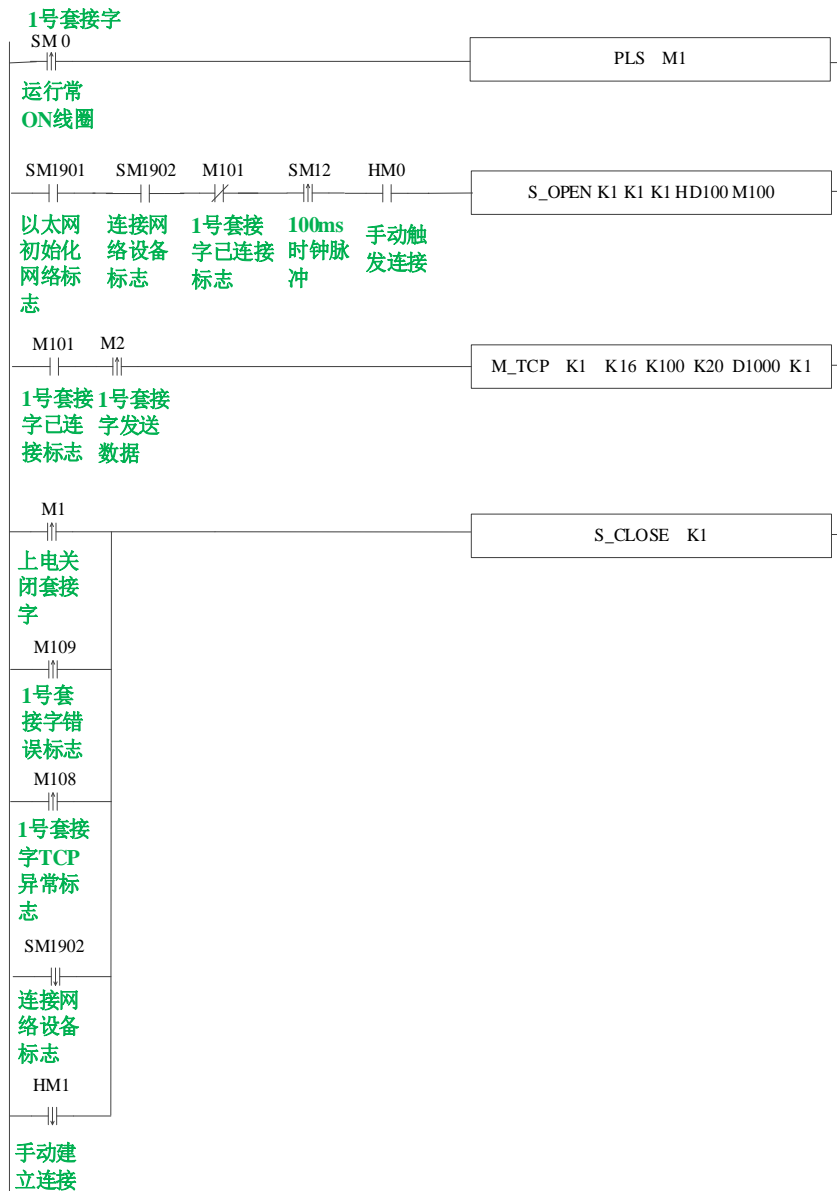 1号套接字
SM 0
PLS M1
运行常
ON线圈
SM1901 SM1902 M101 SM12 HM0
S_OPEN K1 K1 K1 HD100 M100
以太网
初始化
网络标
志
连接网
络设备
标志
1号套接
字已连接
标志
100ms
时钟脉
冲
手动触
发连接
M101 M2
M_TCP K1 K16 K100 K20 D1000 K1
1号套接
字已连
接标志
1号套接
字发送
数据
M1
S_CLOSE K1
上电关
闭套接
字
M109
1号套
接字错
误标志
M108
1号套接
字TCP
异常标
志
SM1902
连接网
络设备
标志
HM1
手动建
立连接